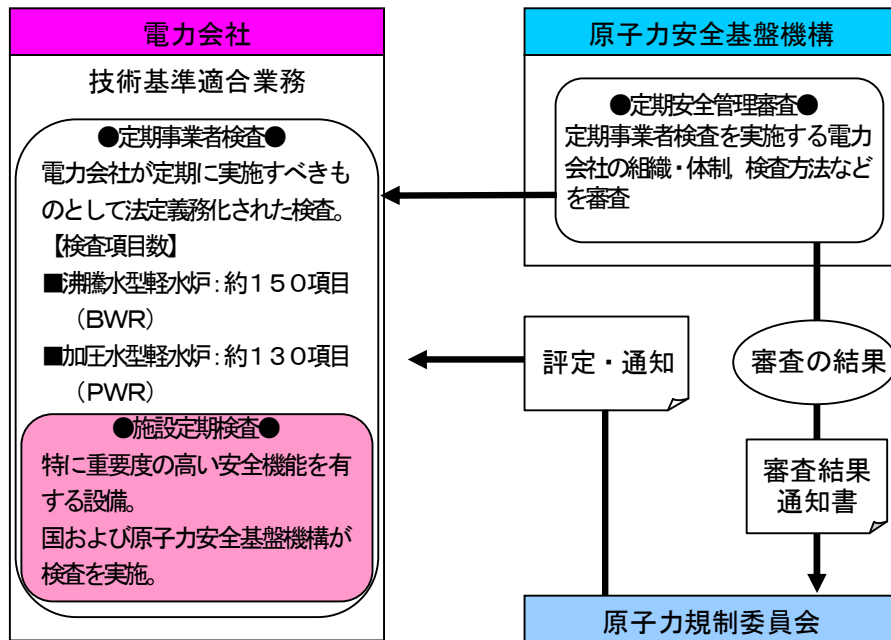 電力会社
技術基準適合業務
●定期事業者検査●
電力会社が定期に実施すべきも
のとして法定義務化された検査。
【検査項目数】
■沸騰水型軽水炉：約１５０項目
（BWR）
■加圧水型軽水炉：約１３０項目
（PWR）
●施設定期検査●
特に重要度の高い安全機能を有
する設備。
国および原子力安全基盤機構が
検査を実施。
原子力安全基盤機構
●定期安全管理審査●
定期事業者検査を実施する電力
会社の組織・体制，検査方法など
を審査
評定・通知
審査の結果
審査結果
通知書
原子力規制委員会